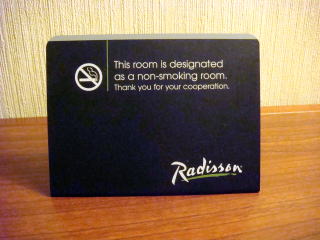 This room is designated
as a non-smoking room.
Thank you for your cooperation.
Radisson